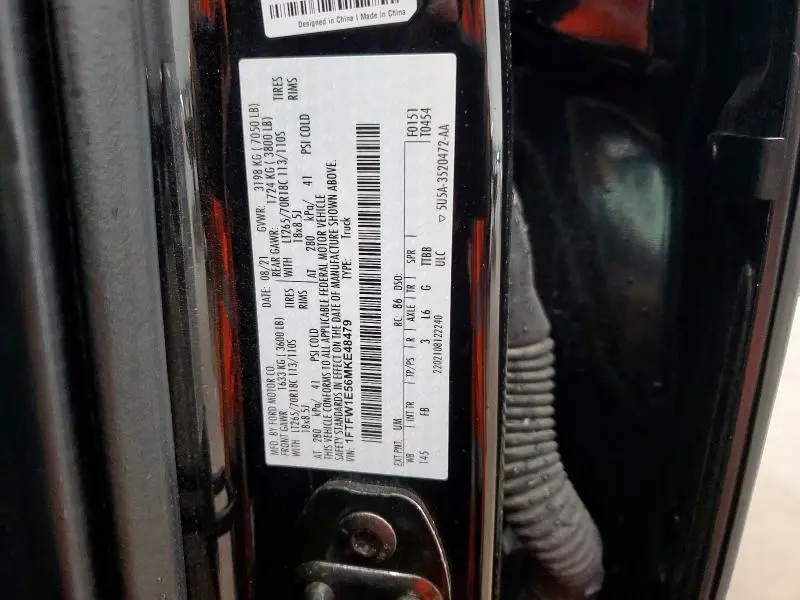 Designed in China | Made in China
MFD. BY FORD MOTOR CO. DATE: 08/21 GVWR: 3198 KG ( 7050 LB)
FRONT GAWR: 1633 KG (3600 LB) REAR GAWR: 1724 KG ( 3800 LB)
WITH LT265/70R18C 113/110S TIRES WITH LT265/70R18C 113/110S TIRES
18x8.5J RIMS 18x8.5J RIMS
AT 280 kPa/ 41 PSI COLD AT 280 kPa/ 41 PSI COLD
THIS VEHICLE CONFORMS TO ALL APPLICABLE FEDERAL MOTOR VEHICLE
SAFETY STANDARDS IN EFFECT ON THE DATE OF MANUFACTURE SHOWN ABOVE.
VIN: 1FTFW1E56MKE48479 TYPE: Truck
F0151
T0454
EXT PNT: UM RC: 86 DSO:
WB | INT TR | TP/PS | R | AXLE | TR | SPR
145 FB 3 L6 G TTBB
ULC
2202108122240
▽ 5U5A-3520472-AA